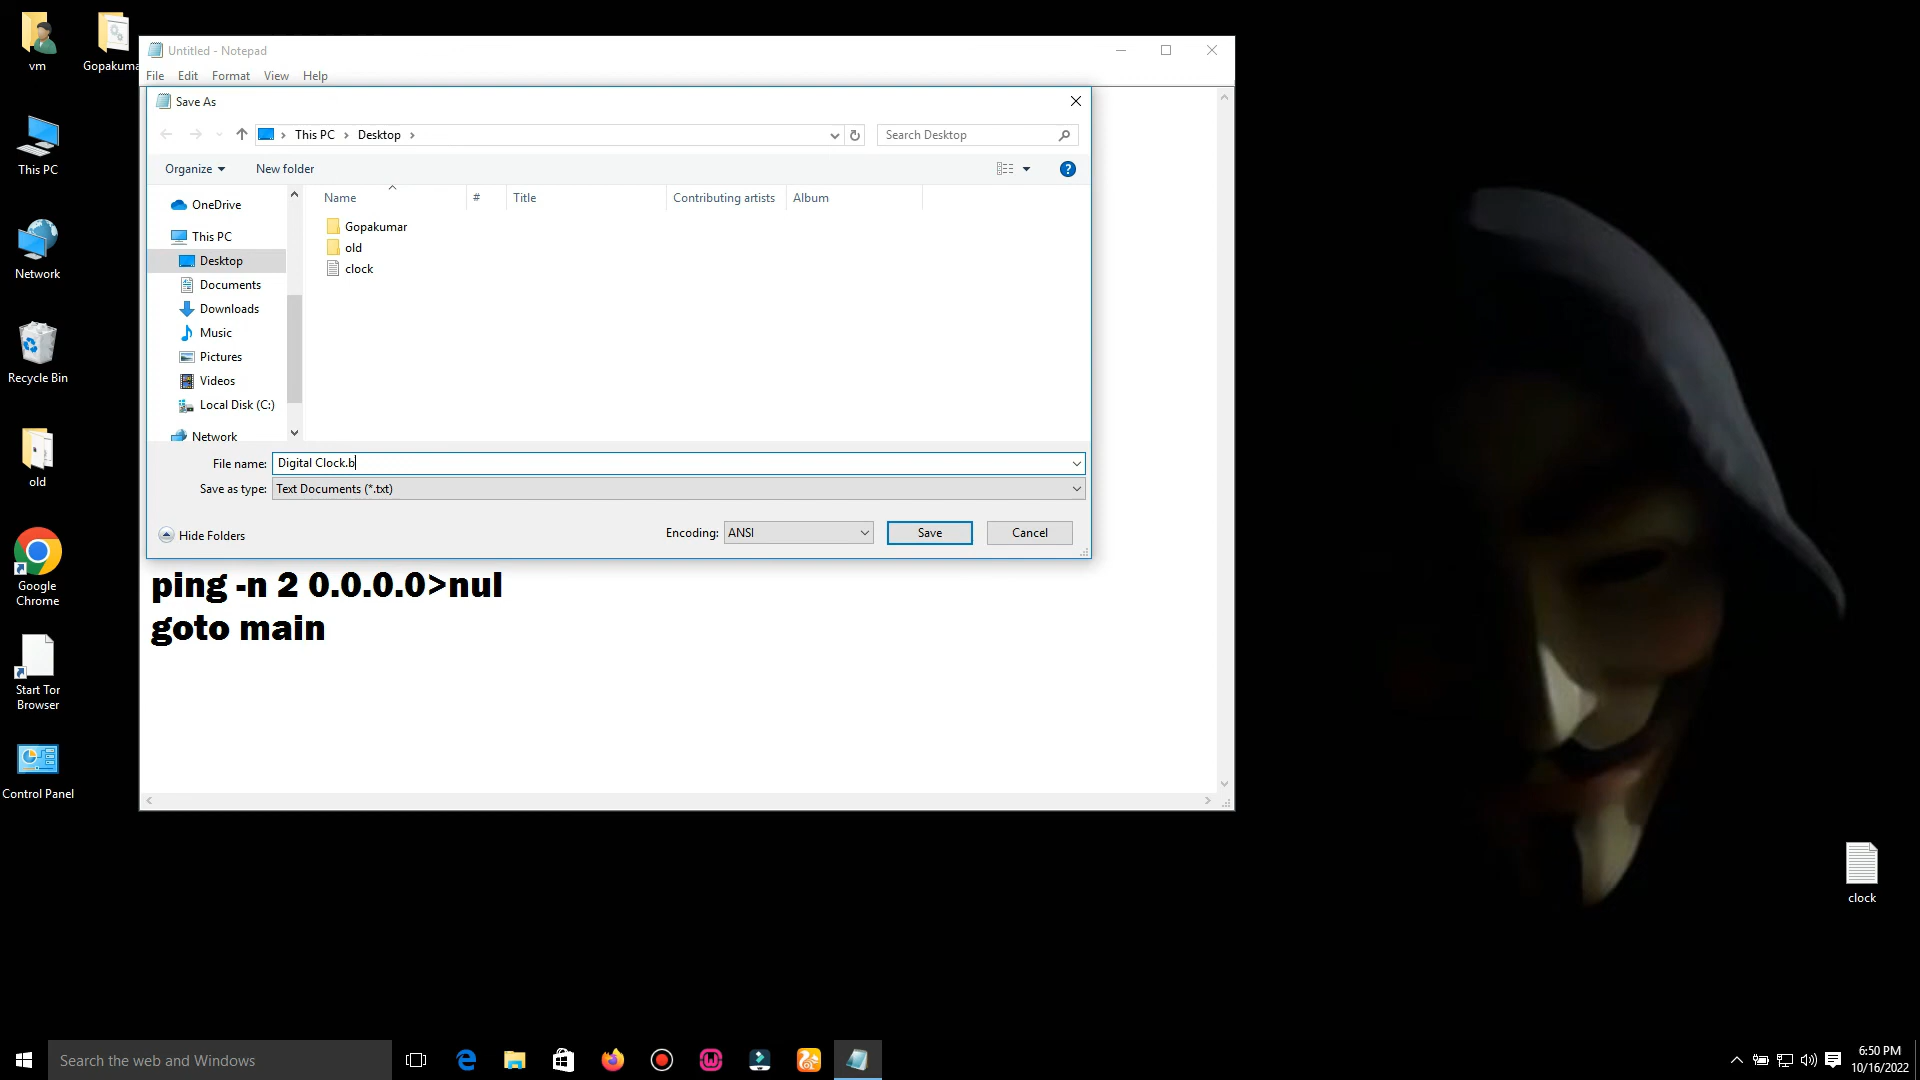 vm
Gopakuma
This PC
Network
Recycle Bin
old
Google
Chrome
Start Tor
Browser
Control Panel
Untitled - Notepad
File Edit Format View Help
Save As
This PC Desktop
Search Desktop
Organize New folder
OneDrive
This PC
Desktop
Documents
Downloads
Music
Pictures
Videos
Local Disk (C:)
Network
Name # Title Contributing artists Album
Gopakumar
old
clock
File name: Digital Clock.b
Save as type: Text Documents (*.txt)
Hide Folders Encoding: ANSI Save Cancel
ping -n 2 0.0.0.0>nul
goto main
clock
Search the web and Windows
6:50 PM
10/16/2022